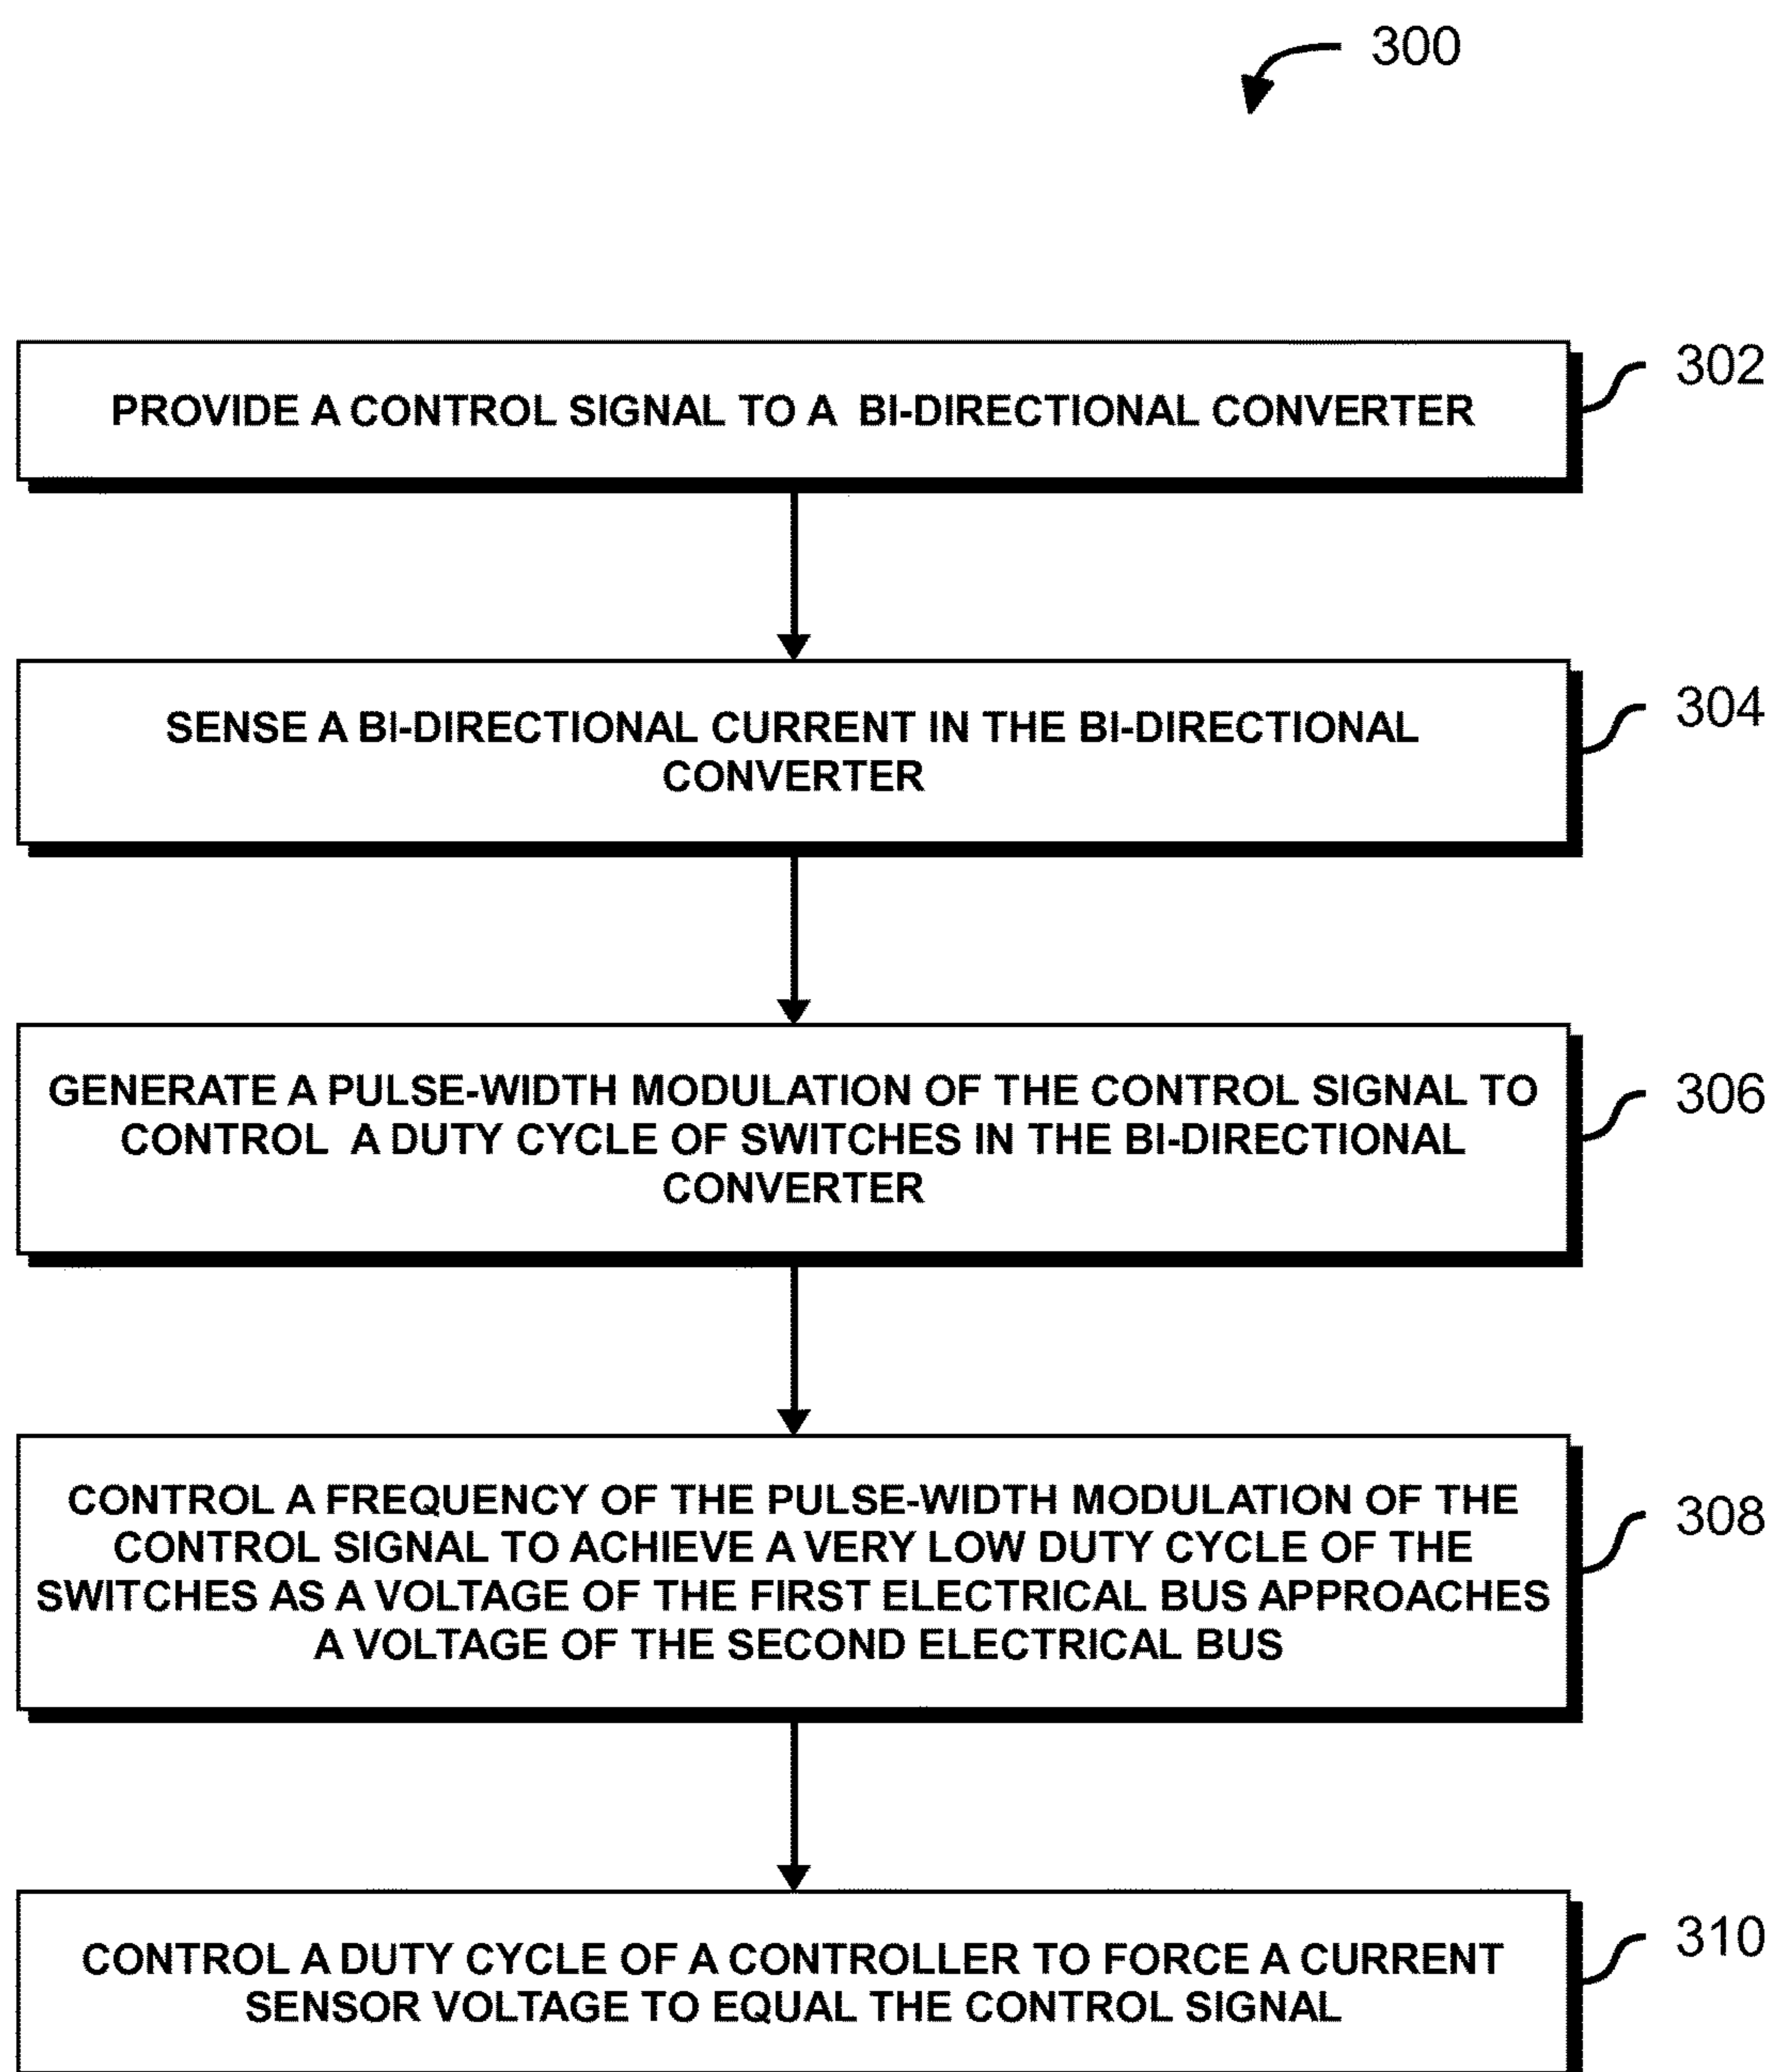 300
PROVIDE A CONTROL SIGNAL TO A BI-DIRECTIONAL CONVERTER
302
SENSE A BI-DIRECTIONAL CURRENT IN THE BI-DIRECTIONAL
CONVERTER
304
GENERATE A PULSE-WIDTH MODULATION OF THE CONTROL SIGNAL TO
CONTROL A DUTY CYCLE OF SWITCHES IN THE BI-DIRECTIONAL
CONVERTER
306
CONTROL A FREQUENCY OF THE PULSE-WIDTH MODULATION OF THE
CONTROL SIGNAL TO ACHIEVE A VERY LOW DUTY CYCLE OF THE
SWITCHES AS A VOLTAGE OF THE FIRST ELECTRICAL BUS APPROACHES
A VOLTAGE OF THE SECOND ELECTRICAL BUS
308
CONTROL A DUTY CYCLE OF A CONTROLLER TO FORCE A CURRENT
SENSOR VOLTAGE TO EQUAL THE CONTROL SIGNAL
310